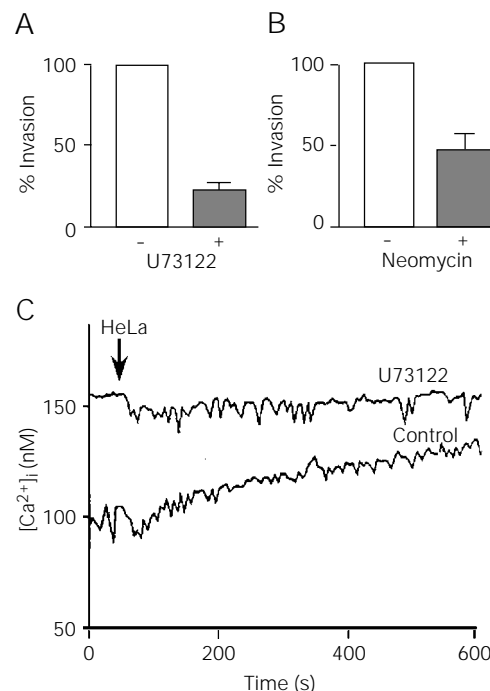 A
% Invasion
100
50
0
- +
U73122
B
% Invasion
100
50
0
- +
Neomycin
C
HeLa
U73122
Control
[Ca²⁺]ᵢ (nM)
150
100
50
0 200 400 600
Time (s)